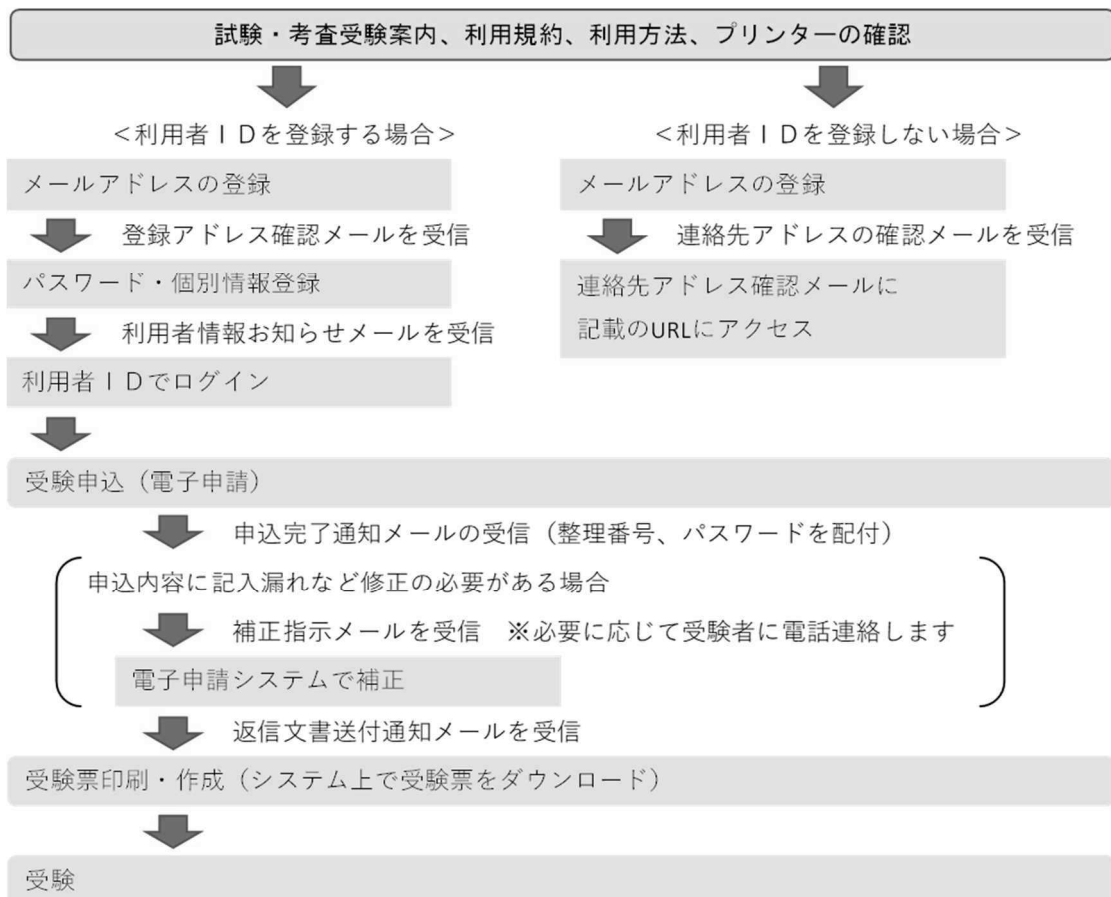 試験・考査受験案内、利用規約、利用方法、プリンターの確認
＜利用者ＩＤを登録する場合＞
メールアドレスの登録
登録アドレス確認メールを受信
パスワード・個別情報登録
利用者情報お知らせメールを受信
利用者ＩＤでログイン
＜利用者ＩＤを登録しない場合＞
メールアドレスの登録
連絡先アドレスの確認メールを受信
連絡先アドレス確認メールに
記載のURLにアクセス
受験申込（電子申請）
申込完了通知メールの受信（整理番号、パスワードを配付）
申込内容に記入漏れなど修正の必要がある場合
補正指示メールを受信　※必要に応じて受験者に電話連絡します
電子申請システムで補正
返信文書送付通知メールを受信
受験票印刷・作成（システム上で受験票をダウンロード）
受験